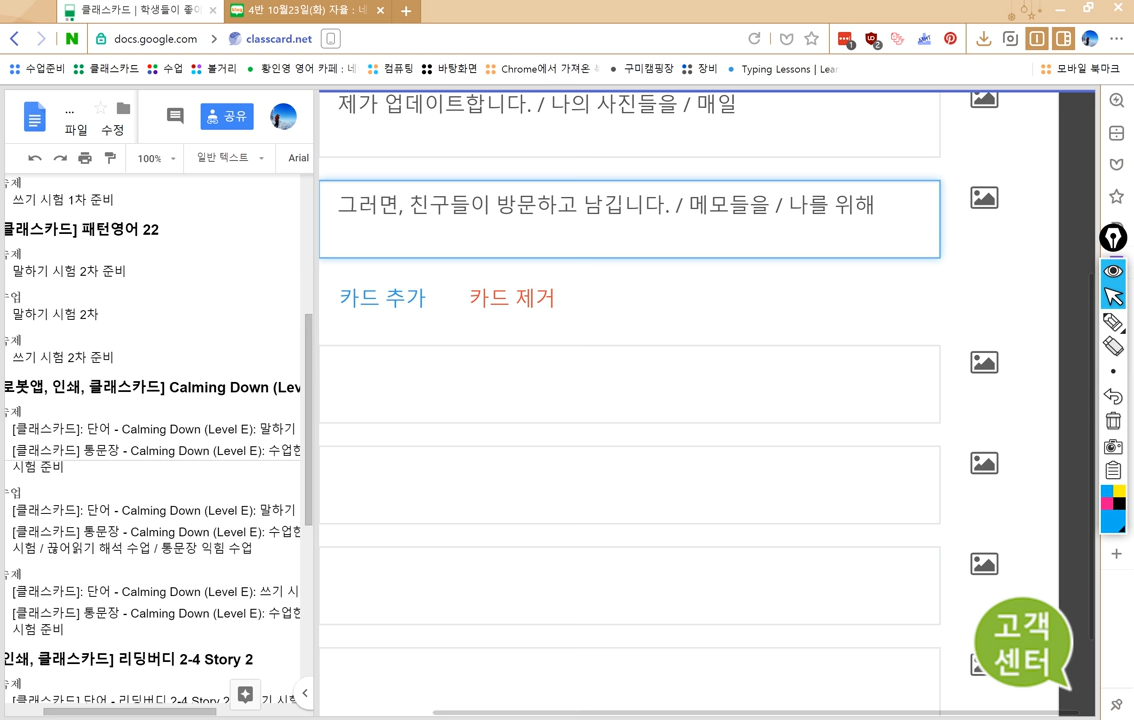 클래스카드 | 학생들이 좋아
4반 10월23일(화) 자율 : 네
docs.google.com
classcard.net
수업준비
클래스카드
수업
볼거리
황인영 영어 카페 : 네
컴퓨팅
바탕화면
Chrome에서 가져온
구미캠핑장
장비
Typing Lessons | Lear
모바일 북마크
...
공유
파일 수정
100%
일반 텍스트
Arial
쓰기 시험 1차 준비
클래스카드] 패턴영어 22
말하기 시험 2차 준비
말하기 시험 2차
쓰기 시험 2차 준비
로봇앱, 인쇄, 클래스카드] Calming Down (Lev
[클래스카드]: 단어 - Calming Down (Level E): 말하기
[클래스카드] 통문장 - Calming Down (Level E): 수업한
시험 준비
[클래스카드]: 단어 - Calming Down (Level E): 말하기
[클래스카드] 통문장 - Calming Down (Level E): 수업한
시험 / 끊어읽기 해석 수업 / 통문장 익힘 수업
[클래스카드]: 단어 - Calming Down (Level E): 쓰기 시
[클래스카드] 통문장 - Calming Down (Level E): 수업한
시험 준비
인쇄, 클래스카드] 리딩버디 2-4 Story 2
[클래스카드] 단어 - 리딩버디 2-4 Story 2
제가 업데이트합니다. / 나의 사진들을 / 매일
그러면, 친구들이 방문하고 남깁니다. / 메모들을 / 나를 위해
카드 추가 카드 제거
고객
센터